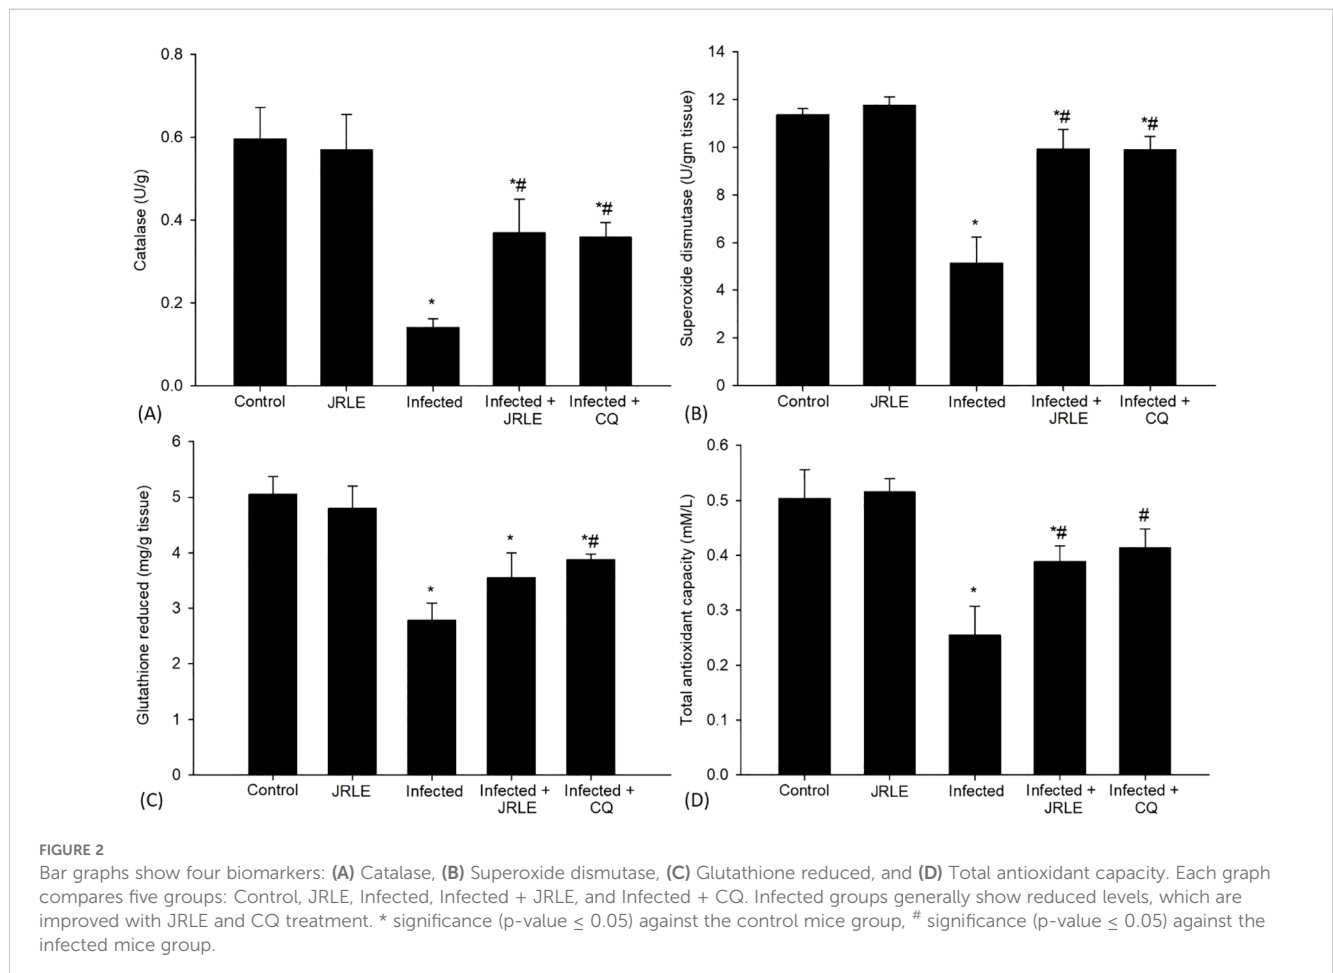 0.8
0.6
0.4
0.2
0.0
Catalase (U/g)
*
*#
*#
Control
JRLE
Infected
Infected +
JRLE
Infected +
CQ
(A)
14
12
10
8
6
4
2
0
Superoxide dismutase (U/gm tissue)
*
*#
*#
Control
JRLE
Infected
Infected +
JRLE
Infected +
CQ
(B)
6
5
4
3
2
1
0
Glutathione reduced (mg/g tissue)
*
*
*#
Control
JRLE
Infected
Infected +
JRLE
Infected +
CQ
(C)
0.6
0.5
0.4
0.3
0.2
0.1
0.0
Total antioxidant capacity (mM/L)
*
*#
#
Control
JRLE
Infected
Infected +
JRLE
Infected +
CQ
(D)
FIGURE 2
Bar graphs show four biomarkers: (A) Catalase, (B) Superoxide dismutase, (C) Glutathione reduced, and (D) Total antioxidant capacity. Each graph
compares five groups: Control, JRLE, Infected, Infected + JRLE, and Infected + CQ. Infected groups generally show reduced levels, which are
improved with JRLE and CQ treatment. * significance (p-value ≤ 0.05) against the control mice group, # significance (p-value ≤ 0.05) against the
infected mice group.